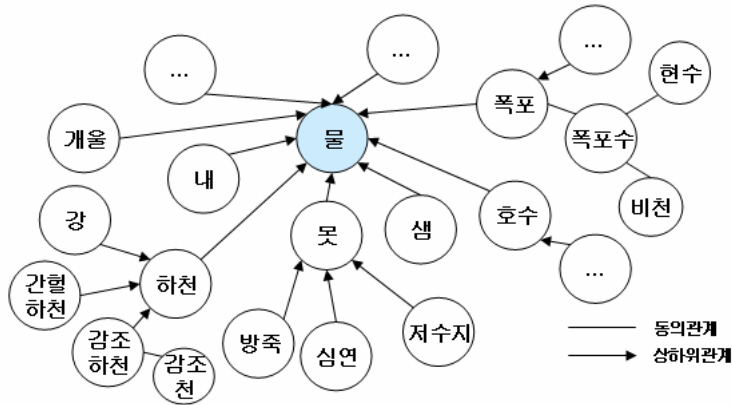 ...
...
...
현수
폭포
개울
물
폭포수
내
비천
강
샘
호수
못
하천
...
간헐
하천
감조
하천
감조
천
방죽
심연
저수지
동의관계
상하위관계